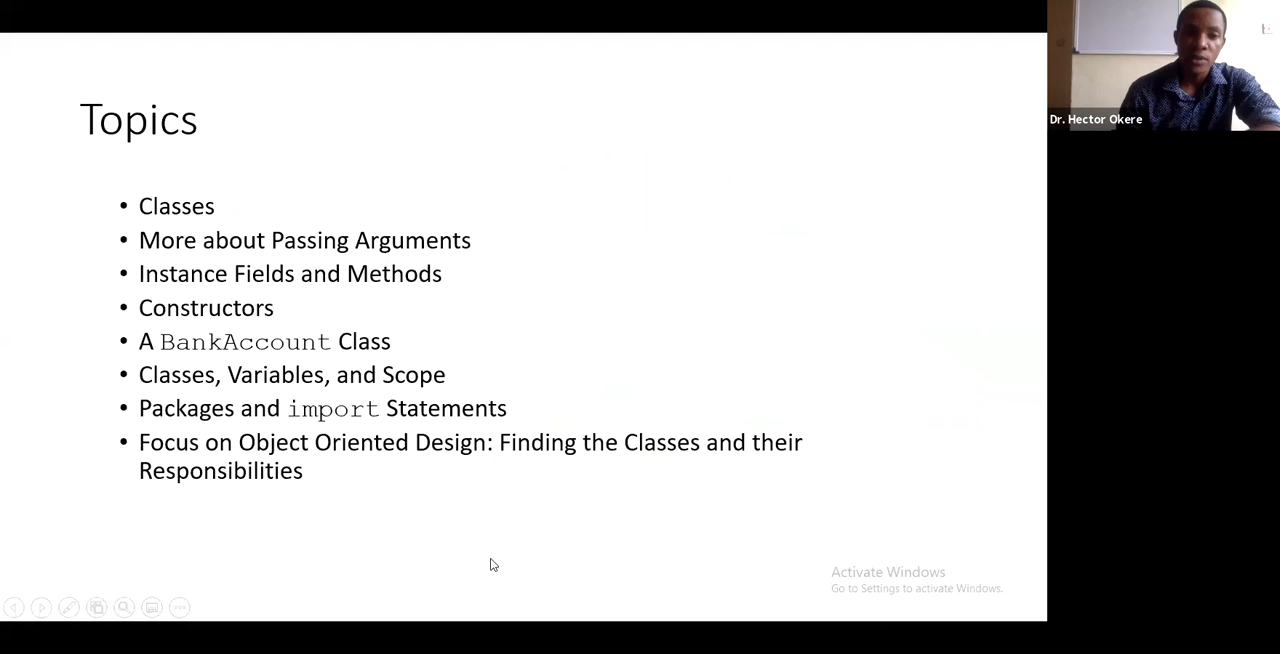 Topics
• Classes
• More about Passing Arguments
• Instance Fields and Methods
• Constructors
• A BankAccount Class
• Classes, Variables, and Scope
• Packages and import Statements
• Focus on Object Oriented Design: Finding the Classes and their
Responsibilities
Activate Windows
Go to Settings to activate Windows.
Dr. Hector Okere